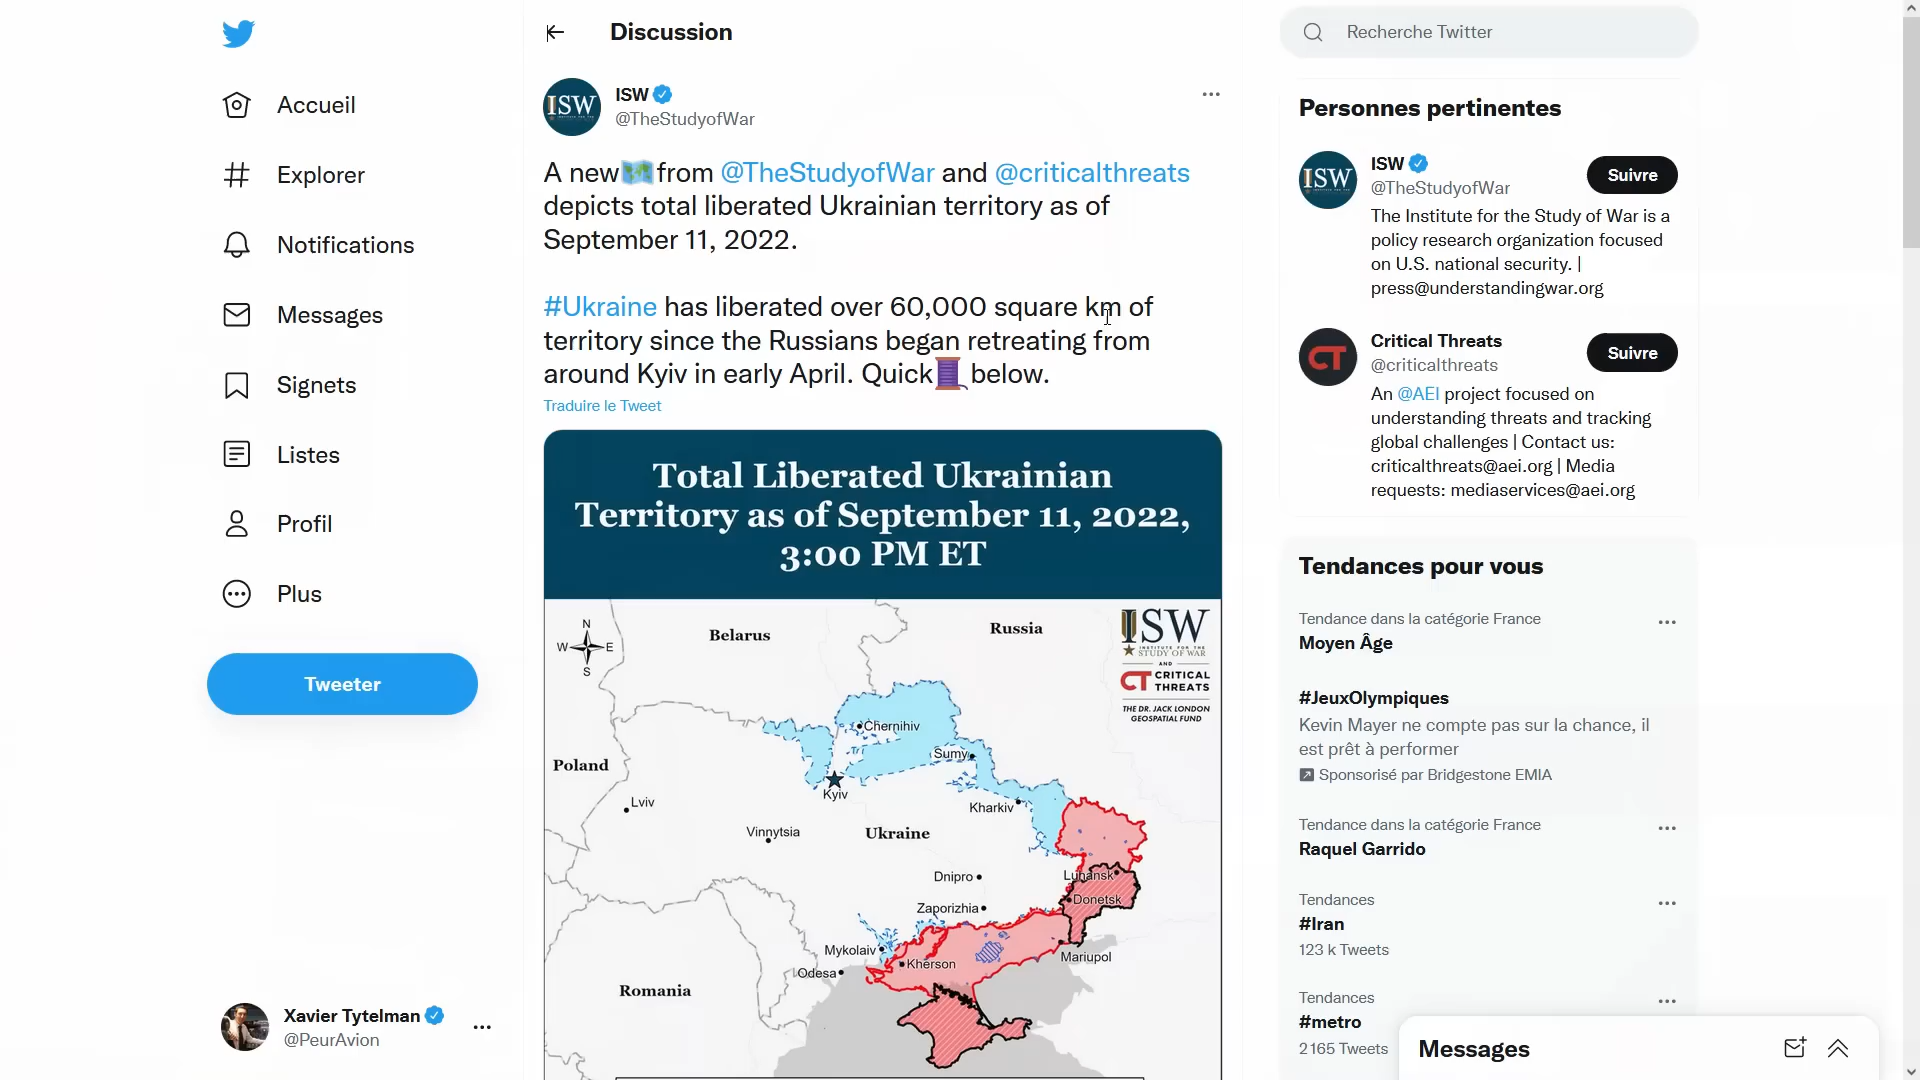 Accueil
Explorer
Notifications
Messages
Signets
Listes
Profil
Plus
Tweeter
Xavier Tytelman
@PeurAvion
Discussion
ISW
ISW
@TheStudyofWar
A new from @TheStudyofWar and @criticalthreats
depicts total liberated Ukrainian territory as of
September 11, 2022.
#Ukraine has liberated over 60,000 square km of
territory since the Russians began retreating from
around Kyiv in early April. Quick below.
Traduire le Tweet
Total Liberated Ukrainian
Territory as of September 11, 2022,
3:00 PM ET
N
W E
S
Belarus
Russia
ISW
INSTITUTE FOR THE
STUDY OF WAR
AND
CT CRITICAL
THREATS
THE DR. JACK LONDON
GEOSPATIAL FUND
Chernihiv
Sumy
Poland
Kyiv
Lviv
Kharkiv
Vinnytsia
Ukraine
Luhansk
Dnipro
Donetsk
Zaporizhia
Mykolaiv
Mariupol
Kherson
Odesa
Romania
Recherche Twitter
Personnes pertinentes
ISW
ISW
Suivre
@TheStudyofWar
The Institute for the Study of War is a
policy research organization focused
on U.S. national security. |
press@understandingwar.org
CT
Critical Threats
Suivre
@criticalthreats
An @AEI project focused on
understanding threats and tracking
global challenges | Contact us:
criticalthreats@aei.org | Media
requests: mediaservices@aei.org
Tendances pour vous
Tendance dans la catégorie France
Moyen Âge
#JeuxOlympiques
Kevin Mayer ne compte pas sur la chance, il
est prêt à performer
Sponsorisé par Bridgestone EMIA
Tendance dans la catégorie France
Raquel Garrido
Tendances
#Iran
123 k Tweets
Tendances
#metro
2 165 Tweets
Messages